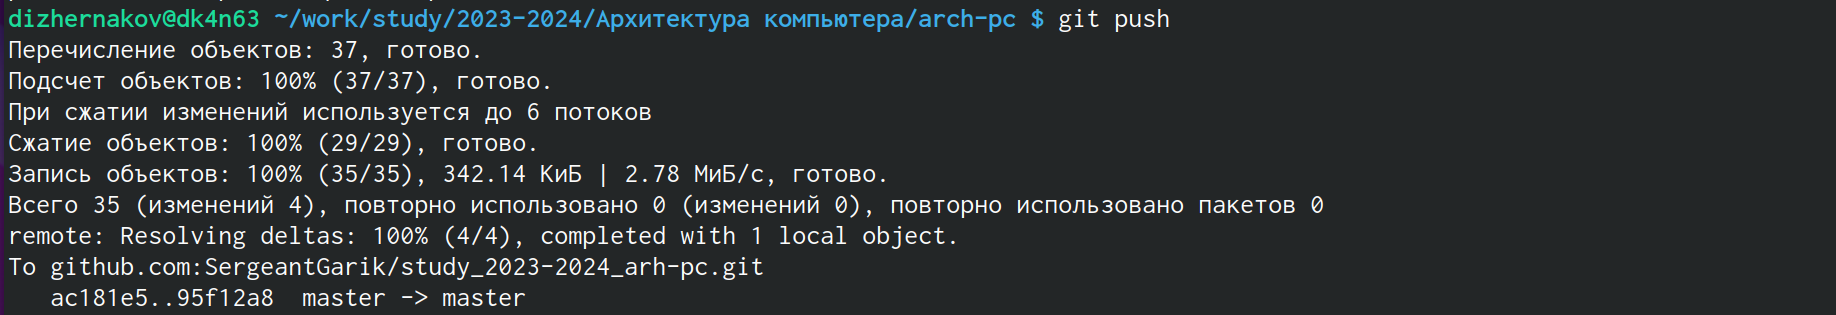 dizhernakov@dk4n63 ~/work/study/2023-2024/Архитектура компьютера/arch-pc $ git push
Перечисление объектов: 37, готово.
Подсчет объектов: 100% (37/37), готово.
При сжатии изменений используется до 6 потоков
Сжатие объектов: 100% (29/29), готово.
Запись объектов: 100% (35/35), 342.14 КиБ | 2.78 МиБ/с, готово.
Всего 35 (изменений 4), повторно использовано 0 (изменений 0), повторно использовано пакетов 0
remote: Resolving deltas: 100% (4/4), completed with 1 local object.
To github.com:SergeantGarik/study_2023-2024_arh-pc.git
   ac181e5..95f12a8  master -> master